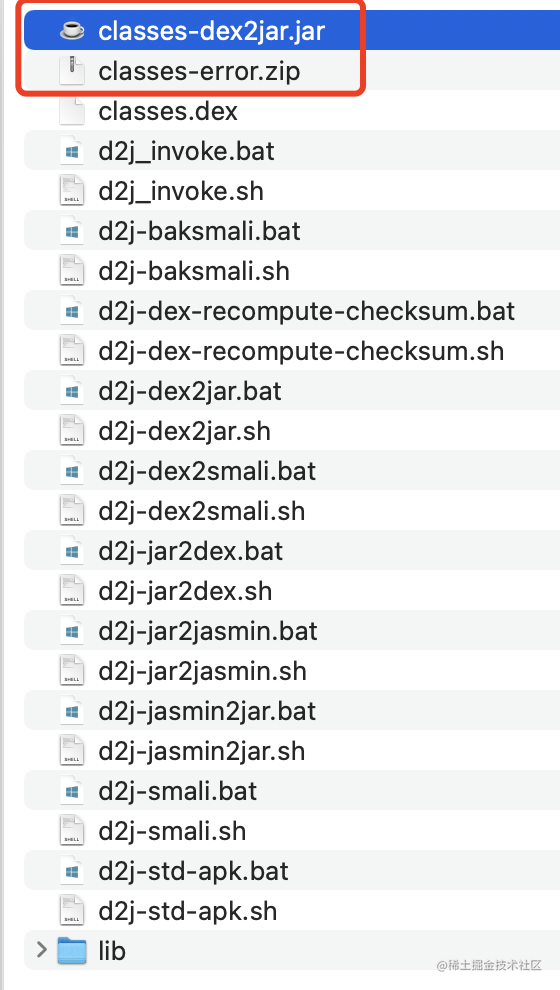 classes-dex2jar.jar
classes-error.zip
classes.dex
d2j_invoke.bat
d2j_invoke.sh
d2j-baksmali.bat
d2j-baksmali.sh
d2j-dex-recompute-checksum.bat
d2j-dex-recompute-checksum.sh
d2j-dex2jar.bat
d2j-dex2jar.sh
d2j-dex2smali.bat
d2j-dex2smali.sh
d2j-jar2dex.bat
d2j-jar2dex.sh
d2j-jar2jasmin.bat
d2j-jar2jasmin.sh
d2j-jasmin2jar.bat
d2j-jasmin2jar.sh
d2j-smali.bat
d2j-smali.sh
d2j-std-apk.bat
d2j-std-apk.sh
lib
@稀土掘金技术社区